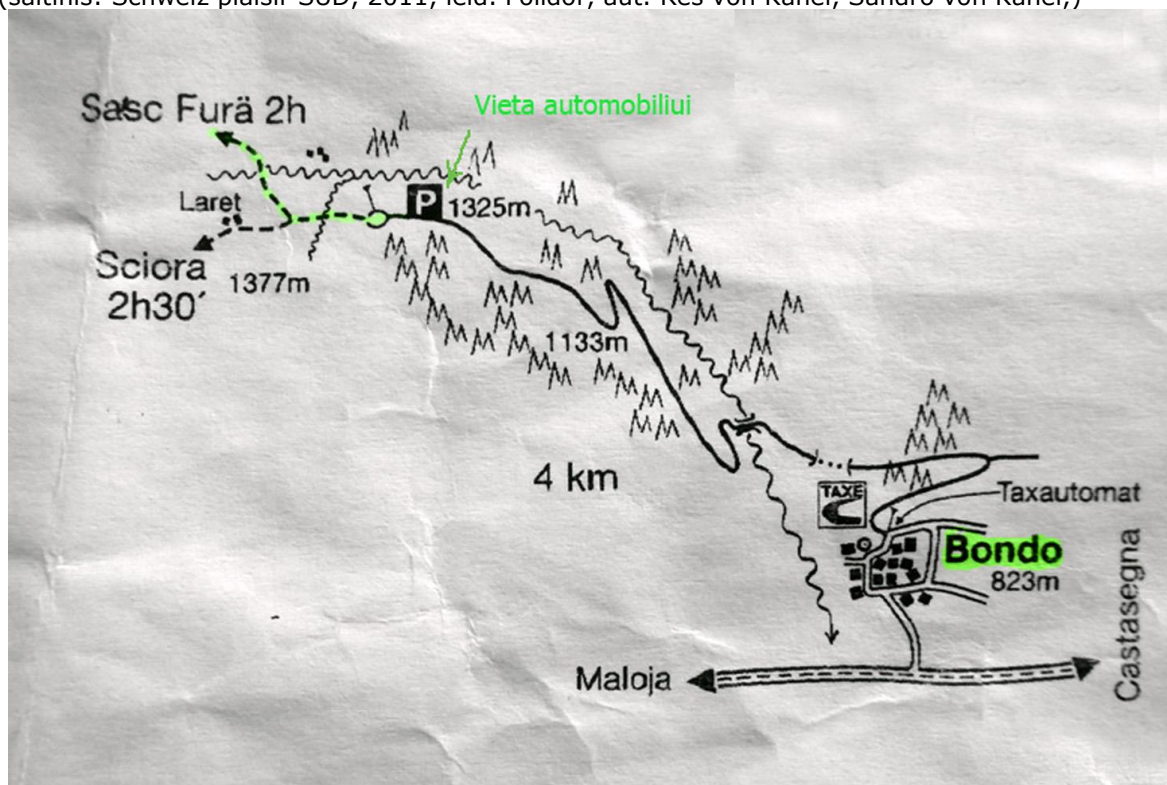 Sasc Furä 2h
Vieta automobiliui
P
1325m
Laret
Sciora
2h30´
1377m
1133m
4 km
TAXE
Taxautomat
Bondo
823m
Castasegna
Maloja